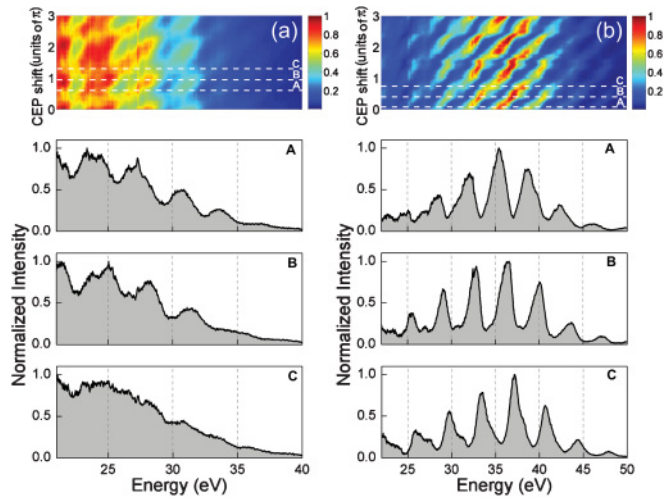 3
2
1
0
CEP shift (units of π)
(a)
C
B
A
1
0.8
0.6
0.4
0.2
3
2
1
0
CEP shift (units of π)
(b)
C
B
A
1
0.8
0.6
0.4
0.2
Normalized Intensity
1.0
0.5
0.0
A
1.0
0.5
0.0
B
1.0
0.5
0.0
C
25 30 35 40
Energy (eV)
Normalized Intensity
1.0
0.5
0.0
A
1.0
0.5
0.0
B
1.0
0.5
0.0
C
25 30 35 40 45 50
Energy (eV)